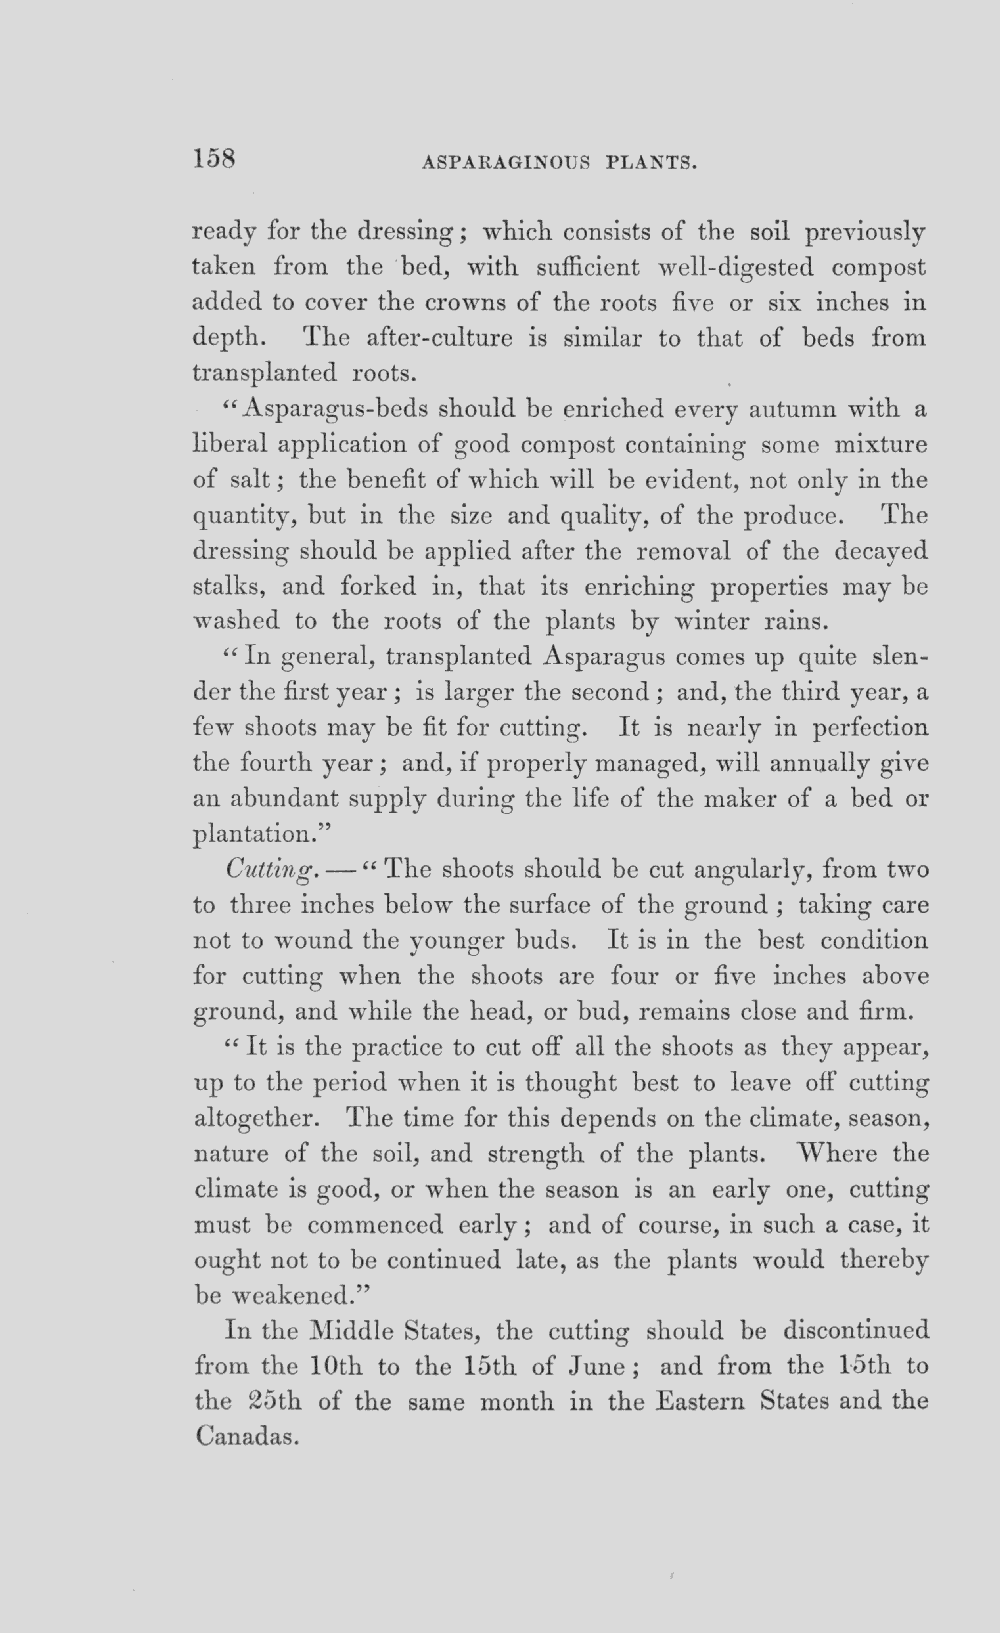 158 ASPARAGINOUS PLANTS.
ready for the dressing; which consists of the soil previously
taken from the bed, with sufficient well-digested compost
added to cover the crowns of the roots five or six inches in
depth. The after-culture is similar to that of beds from
transplanted roots.
“Asparagus-beds should be enriched every autumn with a
liberal application of good compost containing some mixture
of salt; the benefit of which will be evident, not only in the
quantity, but in the size and quality, of the produce. The
dressing should be applied after the removal of the decayed
stalks, and forked in, that its enriching properties may be
washed to the roots of the plants by winter rains.
“In general, transplanted Asparagus comes up quite slen-
der the first year; is larger the second; and, the third year, a
few shoots may be fit for cutting. It is nearly in perfection
the fourth year; and, if properly managed, will annually give
an abundant supply during the life of the maker of a bed or
plantation.”
Cutting. — “The shoots should be cut angularly, from two
to three inches below the surface of the ground; taking care
not to wound the younger buds. It is in the best condition
for cutting when the shoots are four or five inches above
ground, and while the head, or bud, remains close and firm.
“It is the practice to cut off all the shoots as they appear,
up to the period when it is thought best to leave off cutting
altogether. The time for this depends on the climate, season,
nature of the soil, and strength of the plants. Where the
climate is good, or when the season is an early one, cutting
must be commenced early; and of course, in such a case, it
ought not to be continued late, as the plants would thereby
be weakened.”
In the Middle States, the cutting should be discontinued
from the 10th to the 15th of June; and from the 15th to
the 25th of the same month in the Eastern States and the
Canadas.